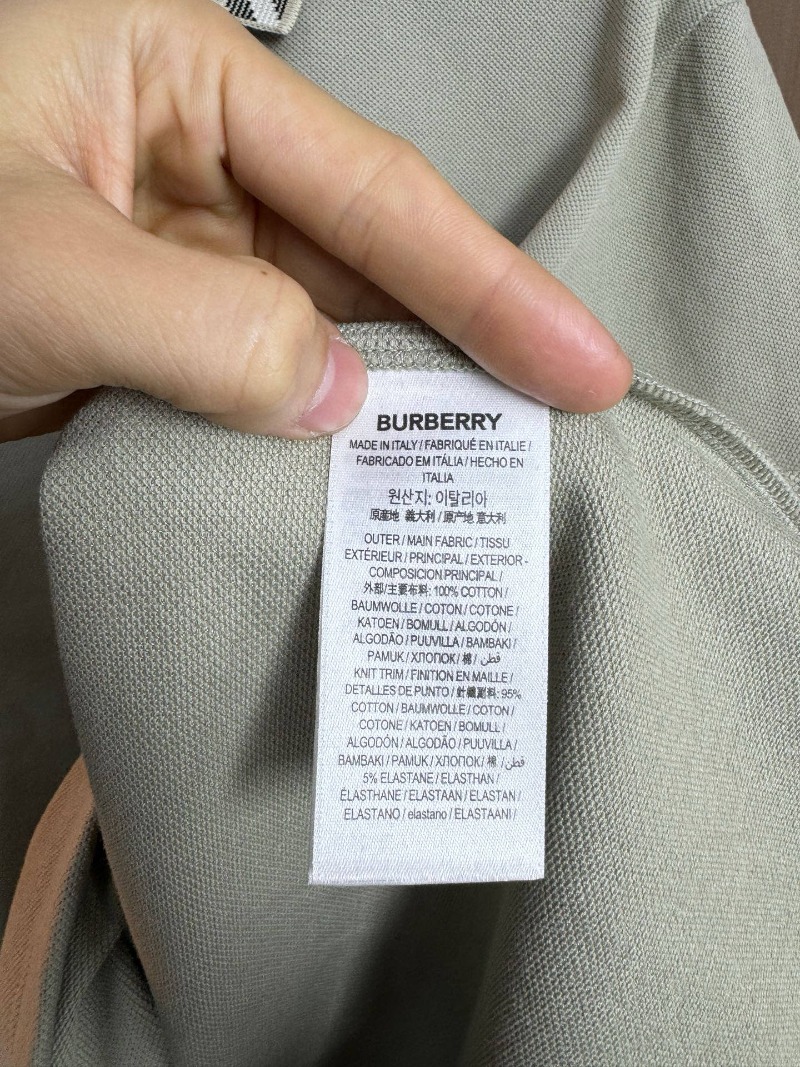 BURBERRY
MADE IN ITALY / FABRIQUÉ EN ITALIE /
FABRICADO EM ITÁLIA / HECHO EN
ITALIA
원산지: 이탈리아
原産地 義大利 / 原产地 意大利
OUTER / MAIN FABRIC / TISSU
EXTÉRIEUR / PRINCIPAL / EXTERIOR -
COMPOSICION PRINCIPAL /
外部/主要布料: 100% COTTON /
BAUMWOLLE / COTON / COTONE /
KATOEN / BOMULL / ALGODÓN /
ALGODÃO / PUUVILLA / BAMBAKI /
PAMUK / ХЛОПОК / 棉 / قطن
KNIT TRIM / FINITION EN MAILLE /
DETALLES DE PUNTO / 針織副料: 95%
COTTON / BAUMWOLLE / COTON /
COTONE / KATOEN / BOMULL /
ALGODÓN / ALGODÃO / PUUVILLA /
BAMBAKI / PAMUK / ХЛОПОК / 棉 / قطن
5% ELASTANE / ELASTHAN /
ÉLASTHANE / ELASTAAN / ELASTAN /
ELASTANO / elastano / ELASTAANI /